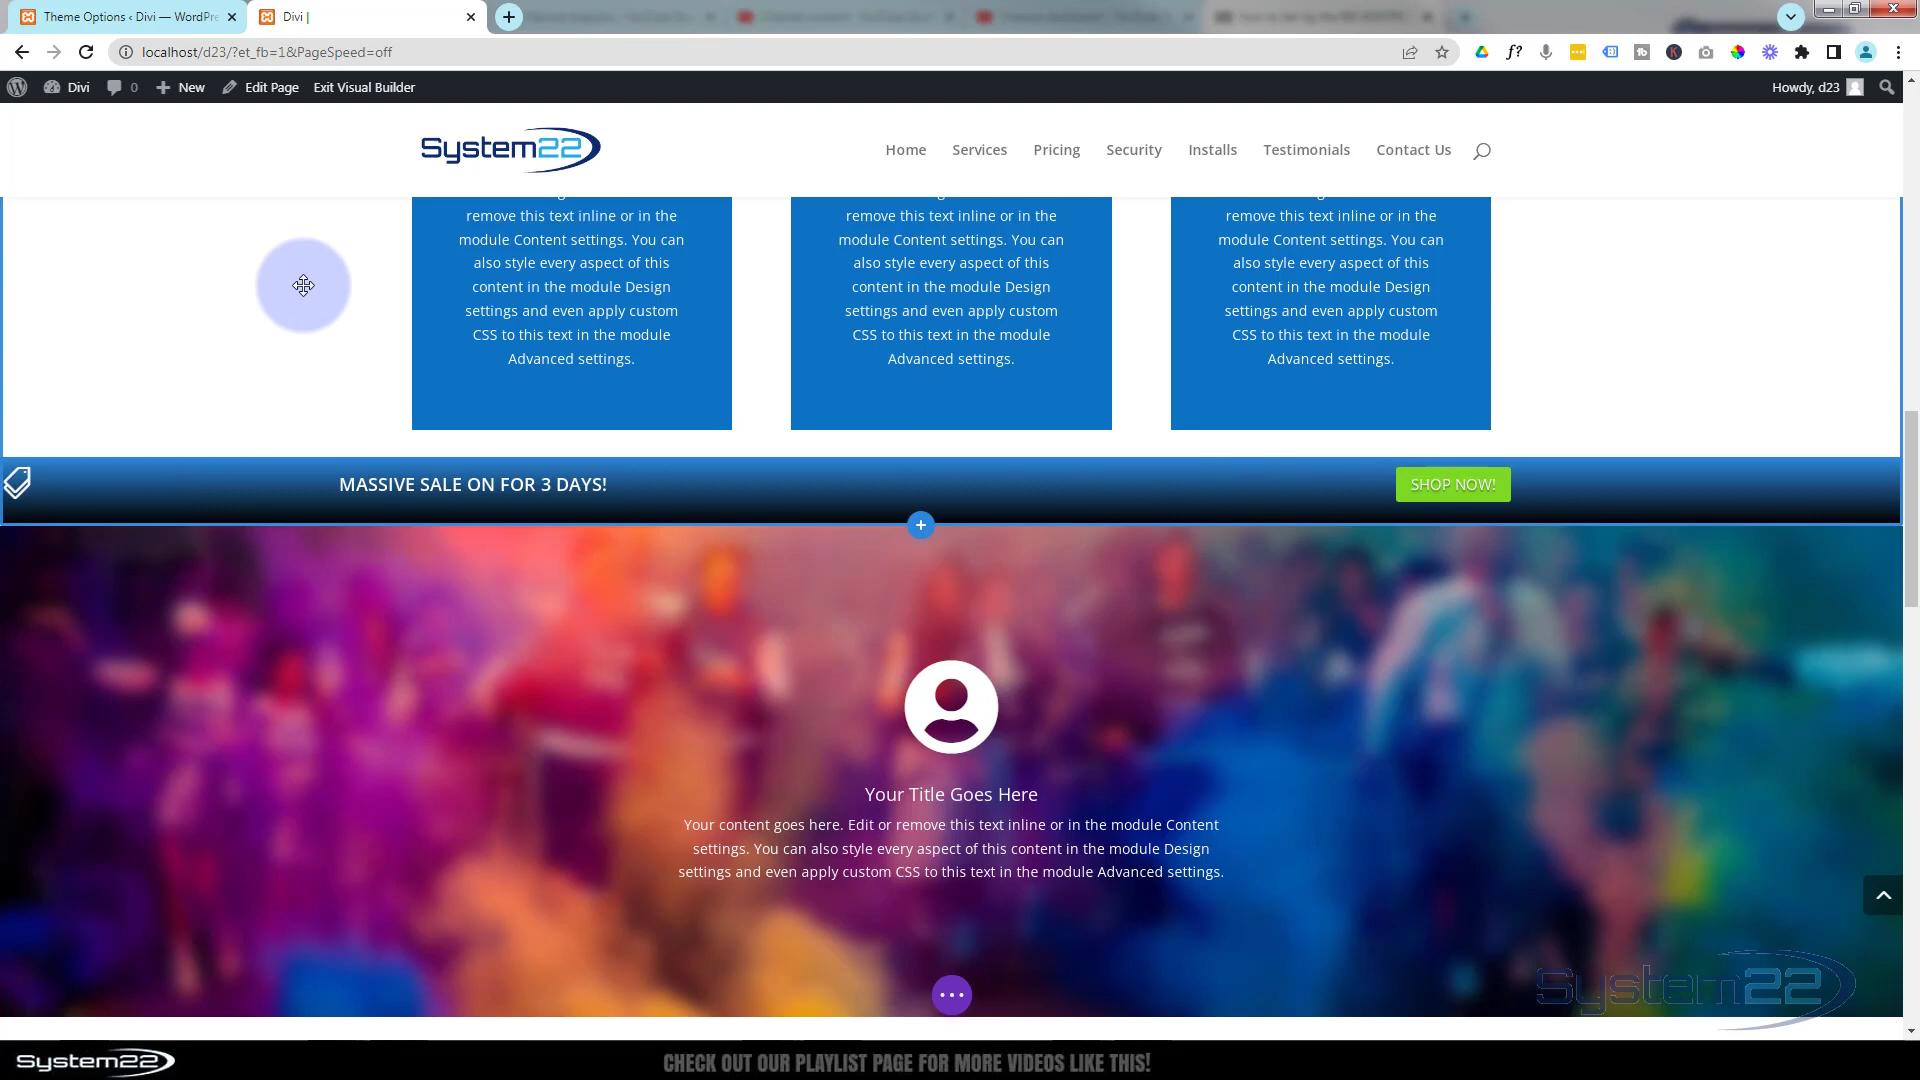 Theme Options ‹ Divi — WordPre
Divi |
localhost/d23/?et_fb=1&PageSpeed=off
Divi
0
New
Edit Page
Exit Visual Builder
Howdy, d23
System22
Home
Services
Pricing
Security
Installs
Testimonials
Contact Us
remove this text inline or in the
module Content settings. You can
also style every aspect of this
content in the module Design
settings and even apply custom
CSS to this text in the module
Advanced settings.
remove this text inline or in the
module Content settings. You can
also style every aspect of this
content in the module Design
settings and even apply custom
CSS to this text in the module
Advanced settings.
remove this text inline or in the
module Content settings. You can
also style every aspect of this
content in the module Design
settings and even apply custom
CSS to this text in the module
Advanced settings.
MASSIVE SALE ON FOR 3 DAYS!
SHOP NOW!
Your Title Goes Here
Your content goes here. Edit or remove this text inline or in the module Content
settings. You can also style every aspect of this content in the module Design
settings and even apply custom CSS to this text in the module Advanced settings.
System22
System22
CHECK OUT OUR PLAYLIST PAGE FOR MORE VIDEOS LIKE THIS!